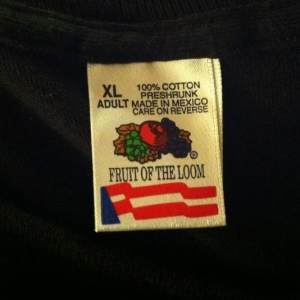 XL
ADULT
100% COTTON
PRESHRUNK
MADE IN MEXICO
CARE ON REVERSE
®
FRUIT OF THE LOOM